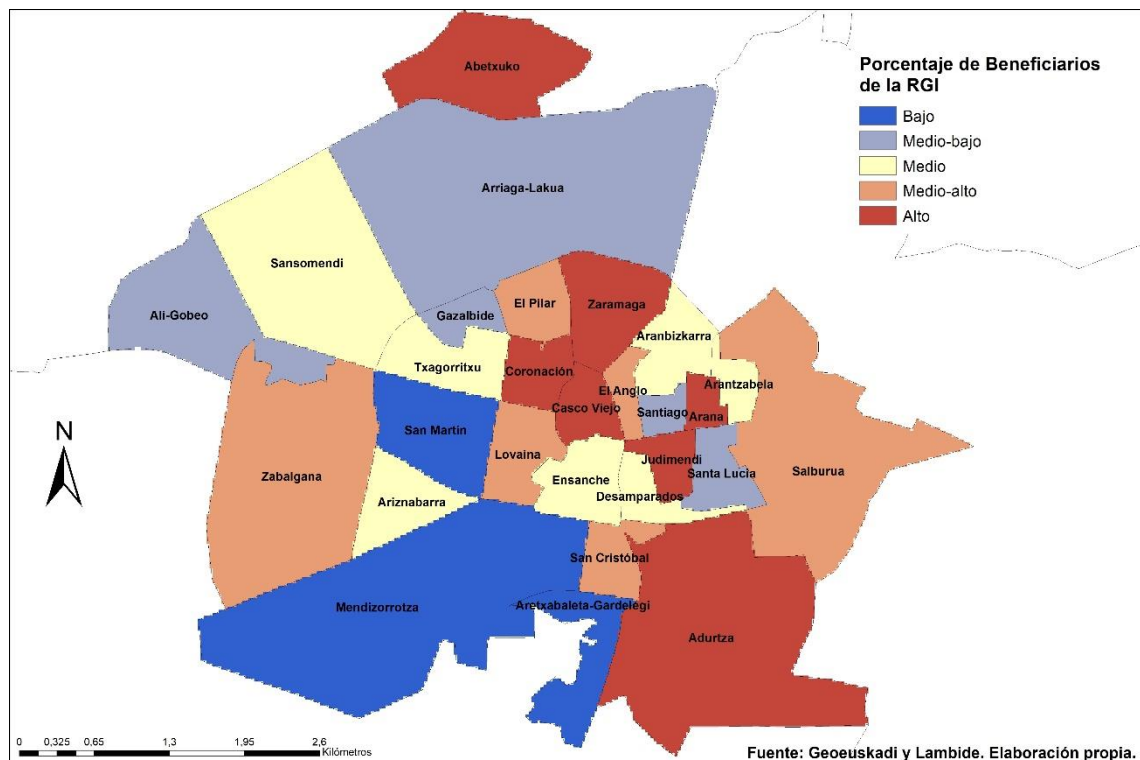 Porcentaje de Beneficiarios
de la RGI
Bajo
Medio-bajo
Medio
Medio-alto
Alto
Abetxuko
Arriaga-Lakua
Sansomendi
Ali-Gobeo
Gazalbide
El Pilar
Zaramaga
Aranbizkarra
Txagorritxu
Coronación
El Anglo
Arantzabela
Casco Viejo
Santiago
Arana
San Martin
Lovaina
Judimendi
Zabalgana
Ensanche
Santa Lucia
Salburua
Ariznabarra
Desamparados
San Cristóbal
Mendizorrotza
Aretxabaleta-Gardelegi
Adurtza
N
0 0,325 0,65 1,3 1,95 2,6
Kilómetros
Fuente: Geoeuskadi y Lambide. Elaboración propia.